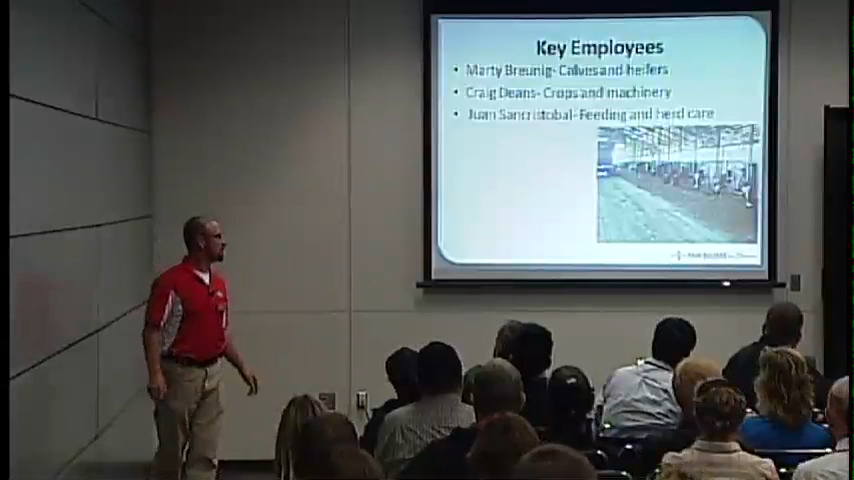 Key Employees
• Marty Breunig- Calves and heifers
• Craig Deans- Crops and machinery
• Juan Sancristobal- Feeding and herd care